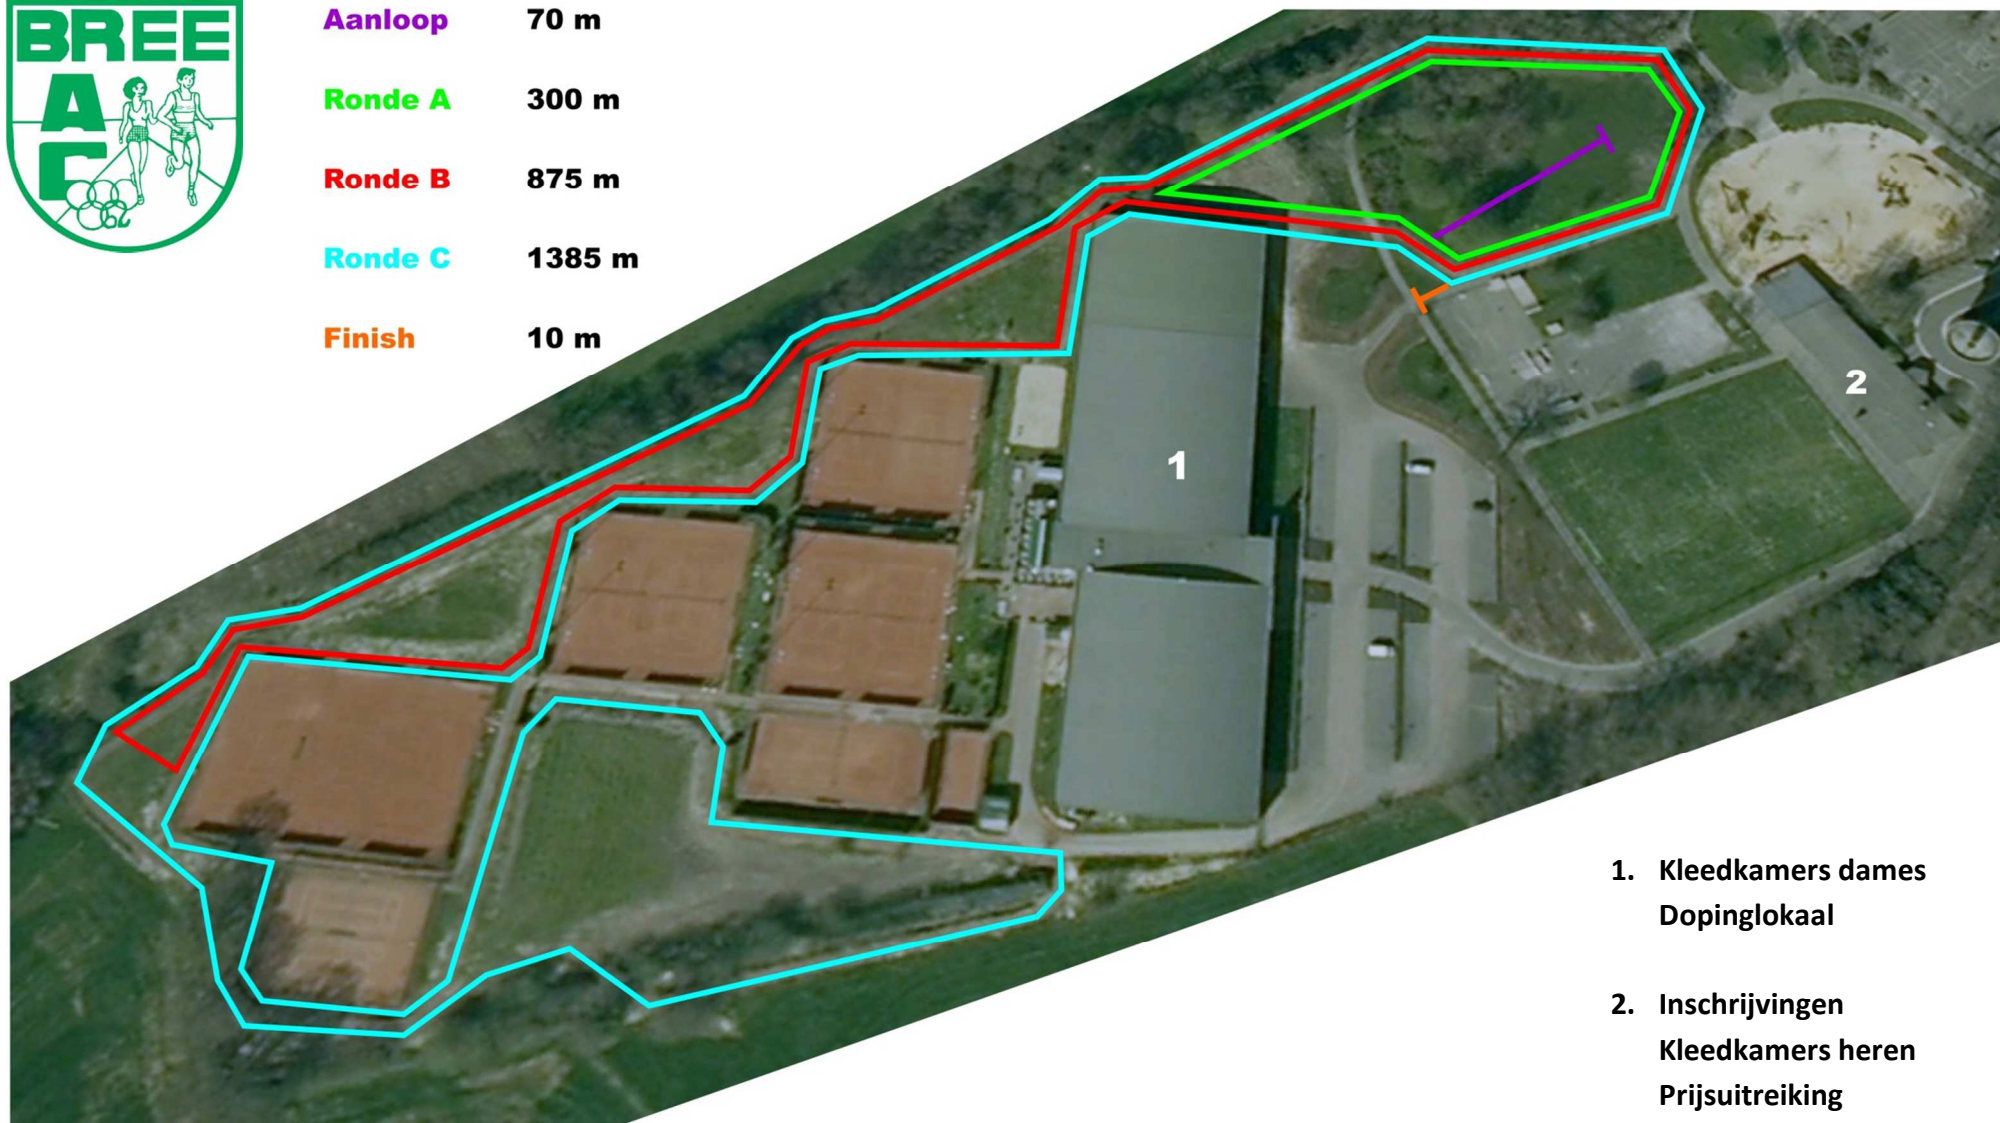 BREE
A
C
62
Aanloop 70 m
Ronde A 300 m
Ronde B 875 m
Ronde C 1385 m
Finish 10 m
1
2
1. Kleedkamers dames
Dopinglokaal
2. Inschrijvingen
Kleedkamers heren
Prijsuitreiking